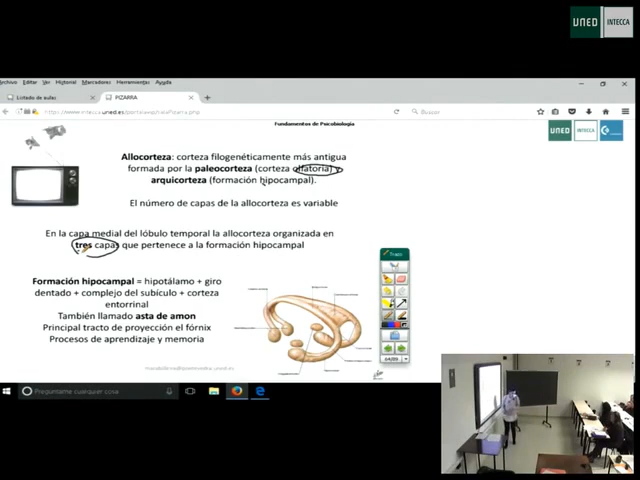 UNED INTECCA
Archivo Editar Ver Historial Marcadores Herramientas Ayuda
Listado de aulas
PIZARRA
Buscar
Fundamentos de Psicobiología
UNED INTECCA
Allocorteza: corteza filogenéticamente más antigua
formada por la paleocorteza (corteza olfatoria) y
arquicorteza (formación hipocampal).
El número de capas de la allocorteza es variable
En la capa medial del lóbulo temporal la allocorteza organizada en
tres capas que pertenece a la formación hipocampal
Trazo
Formación hipocampal = hipotálamo + giro
dentado + complejo del subículo + corteza
entorrinal
También llamado asta de amon
Principal tracto de proyección el fórnix
Procesos de aprendizaje y memoria
64/89
Pregúntame cualquier cosa